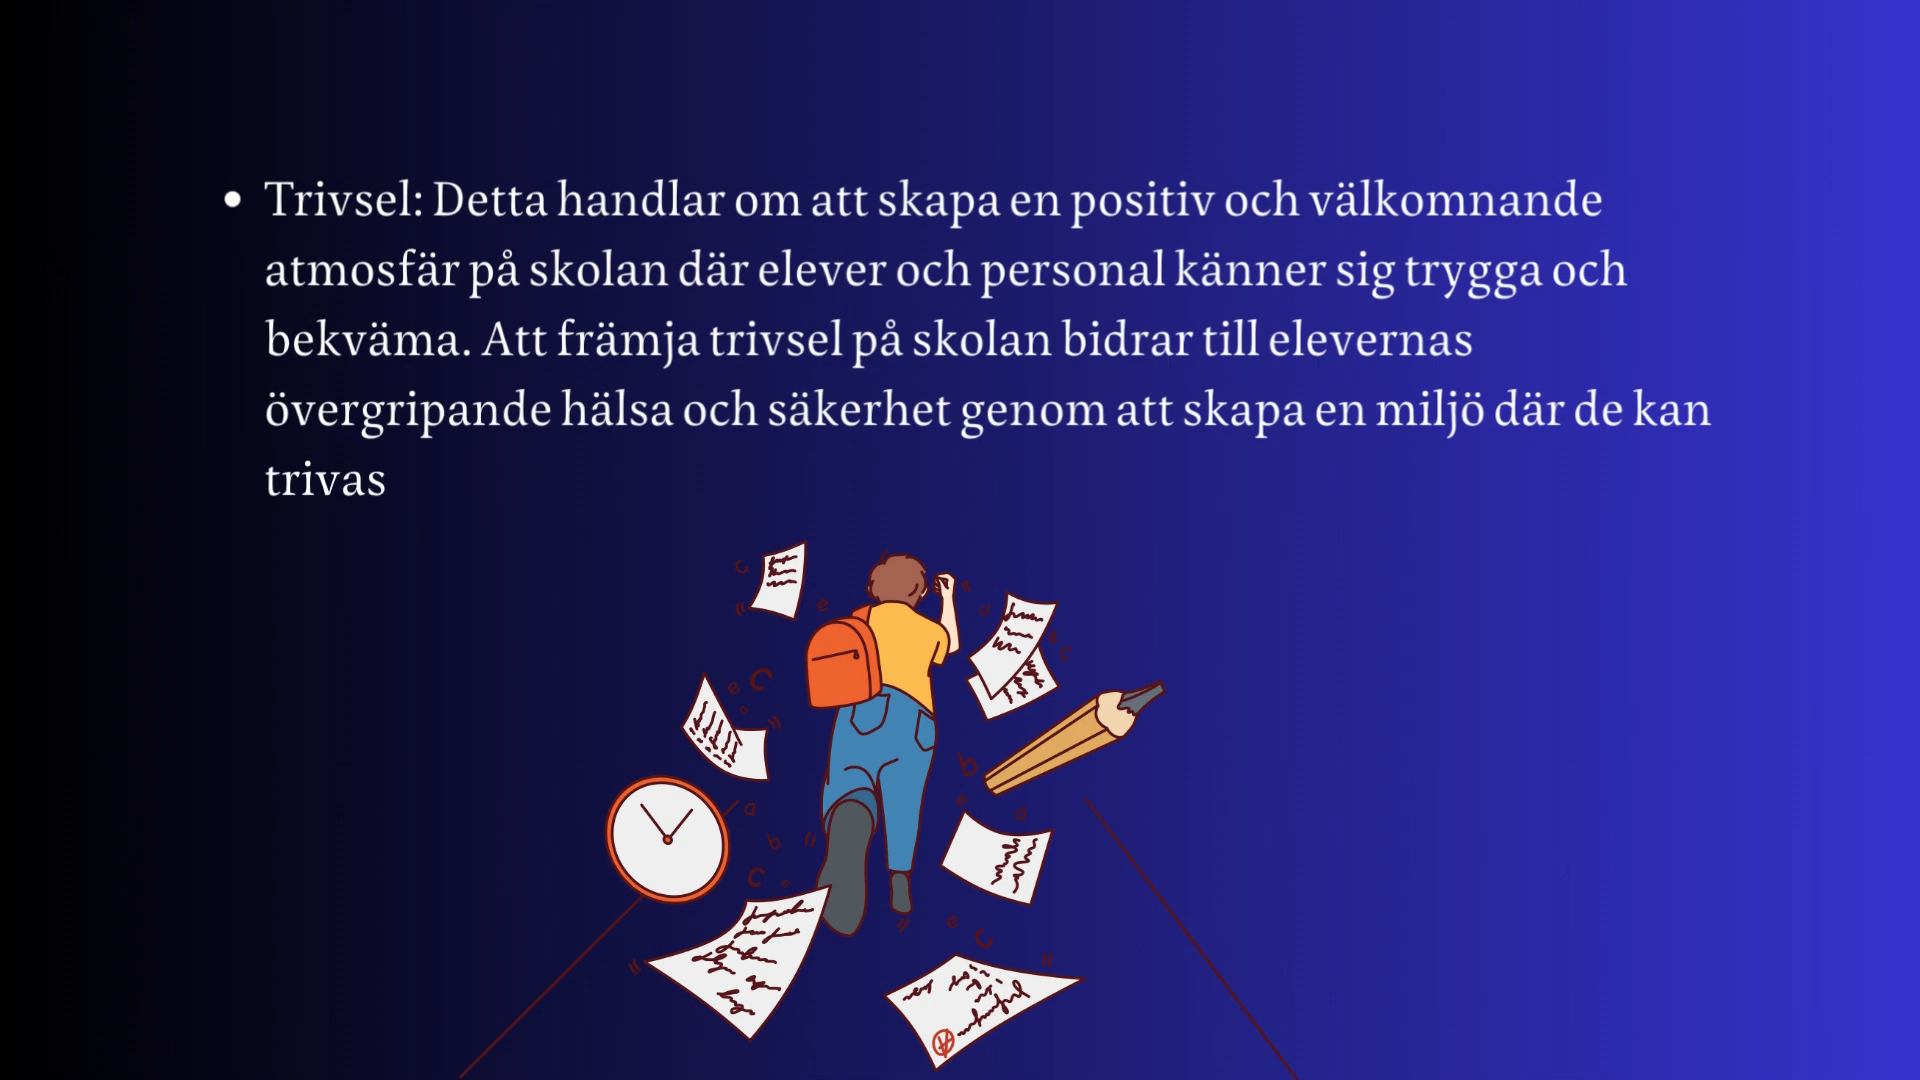 • Trivsel: Detta handlar om att skapa en positiv och välkomnande
atmosfär på skolan där elever och personal känner sig trygga och
bekväma. Att främja trivsel på skolan bidrar till elevernas
övergripande hälsa och säkerhet genom att skapa en miljö där de kan
trivas